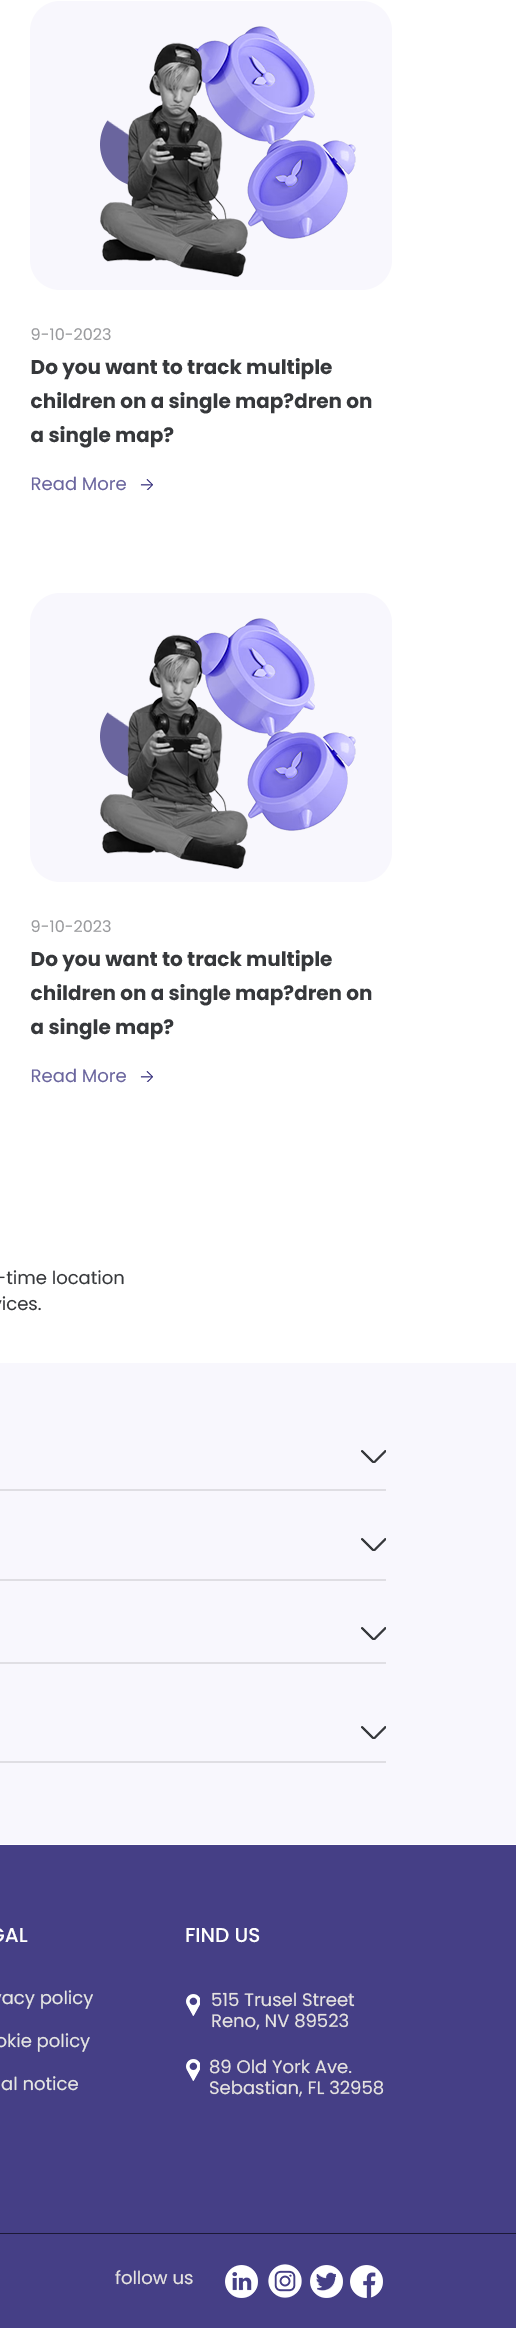 9-10-2023
Do you want to track multiple
children on a single map?dren on
a single map?
Read More
9-10-2023
Do you want to track multiple
children on a single map?dren on
a single map?
Read More
-time location
ices.
GAL
acy policy
kie policy
al notice
FIND US
515 Trusel Street
Reno, NV 89523
89 Old York Ave.
Sebastian, FL 32958
follow us
in